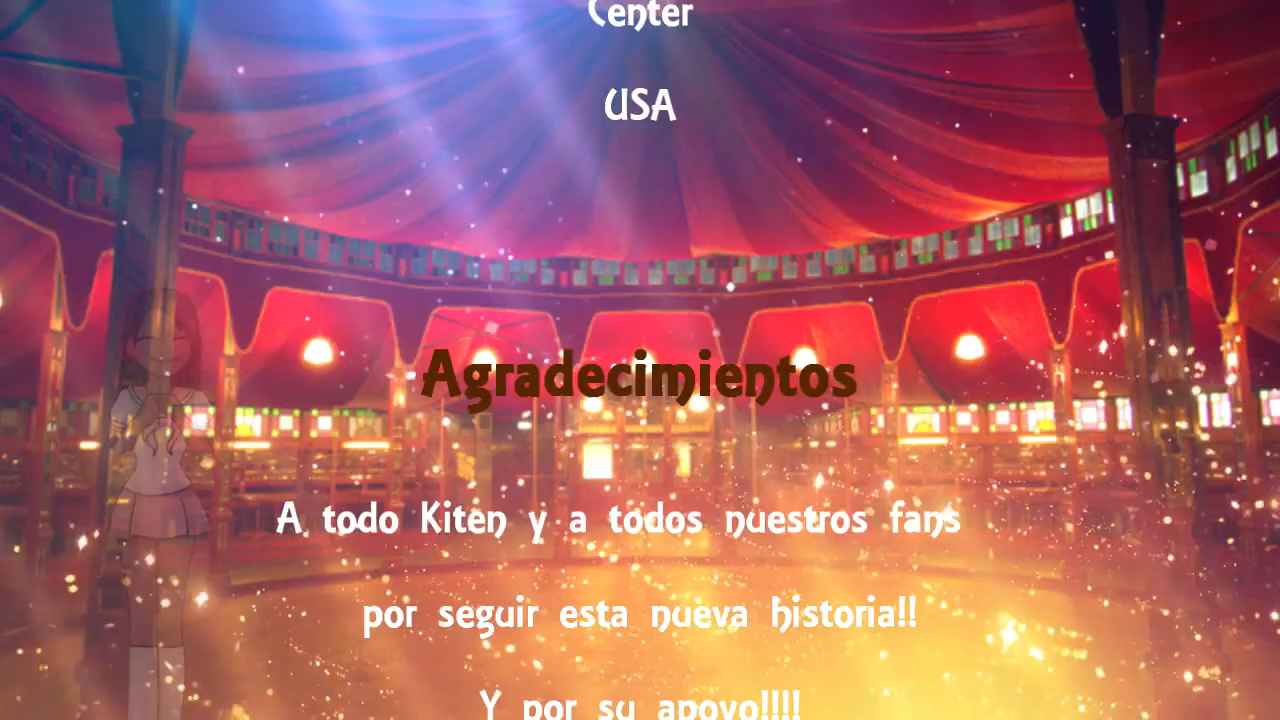 Center
USA
Agradecimientos
A todo Kiten y a todos nuestros fans
por seguir esta nueva historia!!
Y por su apoyo!!!!